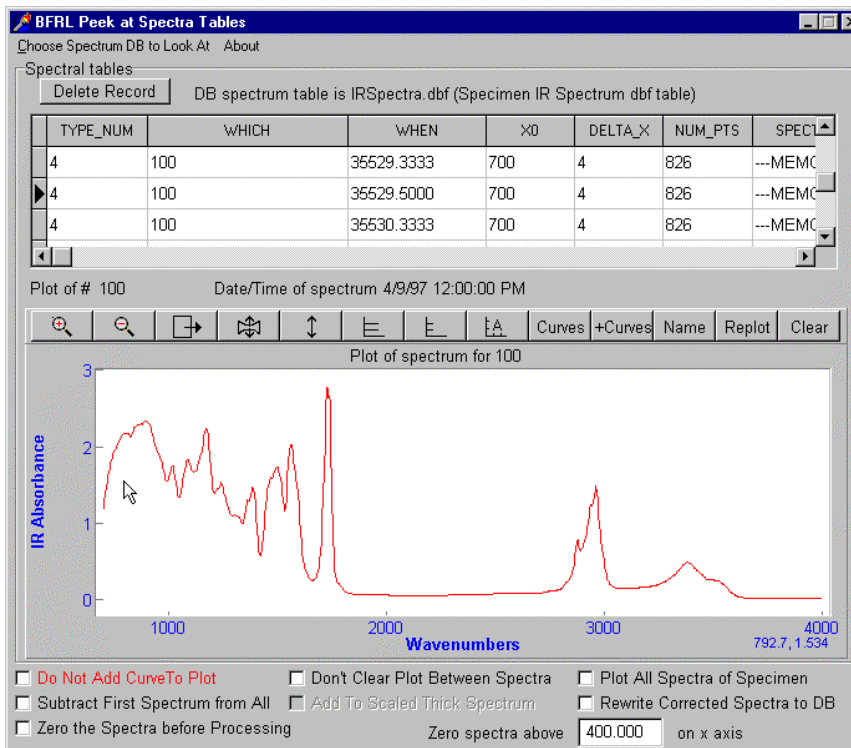 BFRL Peek at Spectra Tables
Choose Spectrum DB to Look At About
Spectral tables
Delete Record DB spectrum table is IRSpectra.dbf (Specimen IR Spectrum dbf table)
TYPE_NUM WHICH WHEN X0 DELTA_X NUM_PTS SPECT
4 100 35529.3333 700 4 826 ---MEMO
4 100 35529.5000 700 4 826 ---MEMO
4 100 35530.3333 700 4 826 ---MEMO
Plot of # 100 Date/Time of spectrum 4/9/97 12:00:00 PM
A Curves +Curves Name Replot Clear
Plot of spectrum for 100
3
2
1
0
IR Absorbance
1000 2000 3000 4000
Wavenumbers 792.7, 1.534
Do Not Add CurveTo Plot Don't Clear Plot Between Spectra Plot All Spectra of Specimen
Subtract First Spectrum from All Add To Scaled Thick Spectrum Rewrite Corrected Spectra to DB
Zero the Spectra before Processing Zero spectra above 400.000 on x axis